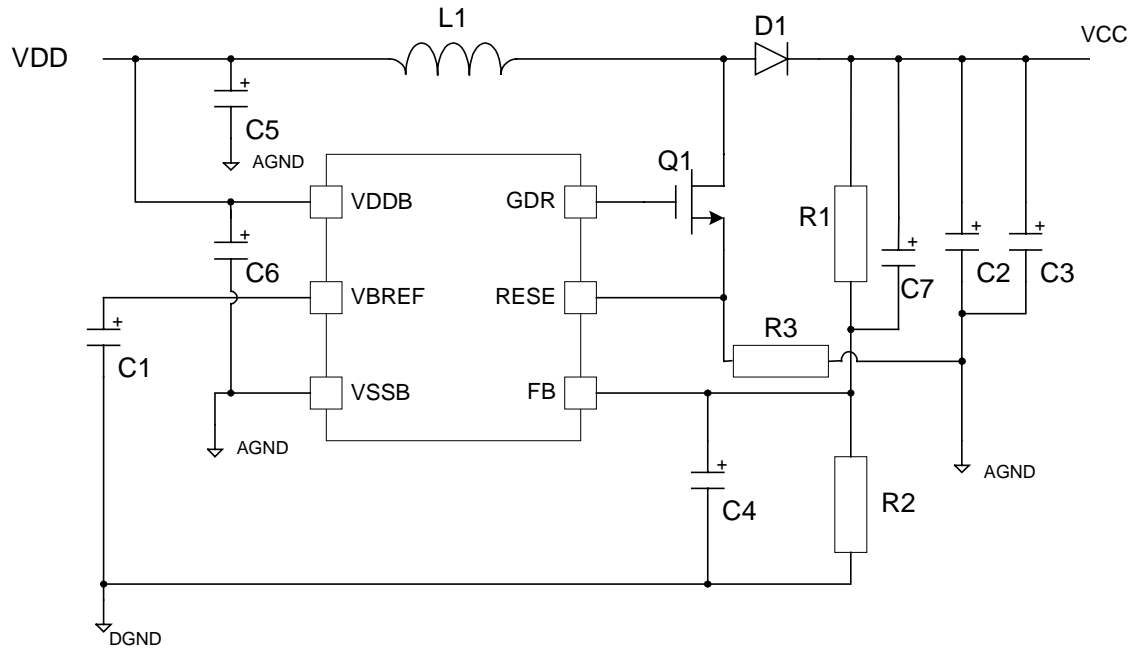 L1
D1
VDD
VCC
+
C5
AGND
Q1
VDDB
GDR
R1
+
C6
+
C7
+
C2
+
C3
VBREF
RESE
+
C1
R3
VSSB
FB
AGND
+
C4
R2
AGND
DGND